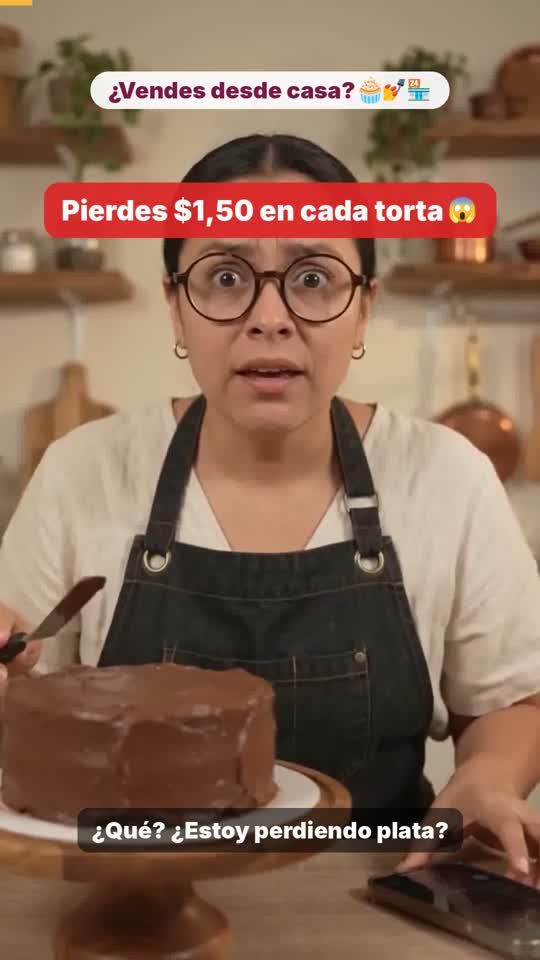 ¿Vendes desde casa?🧁💅🏪
Pierdes $1,50 en cada torta😱
¿Qué? ¿Estoy perdiendo plata?